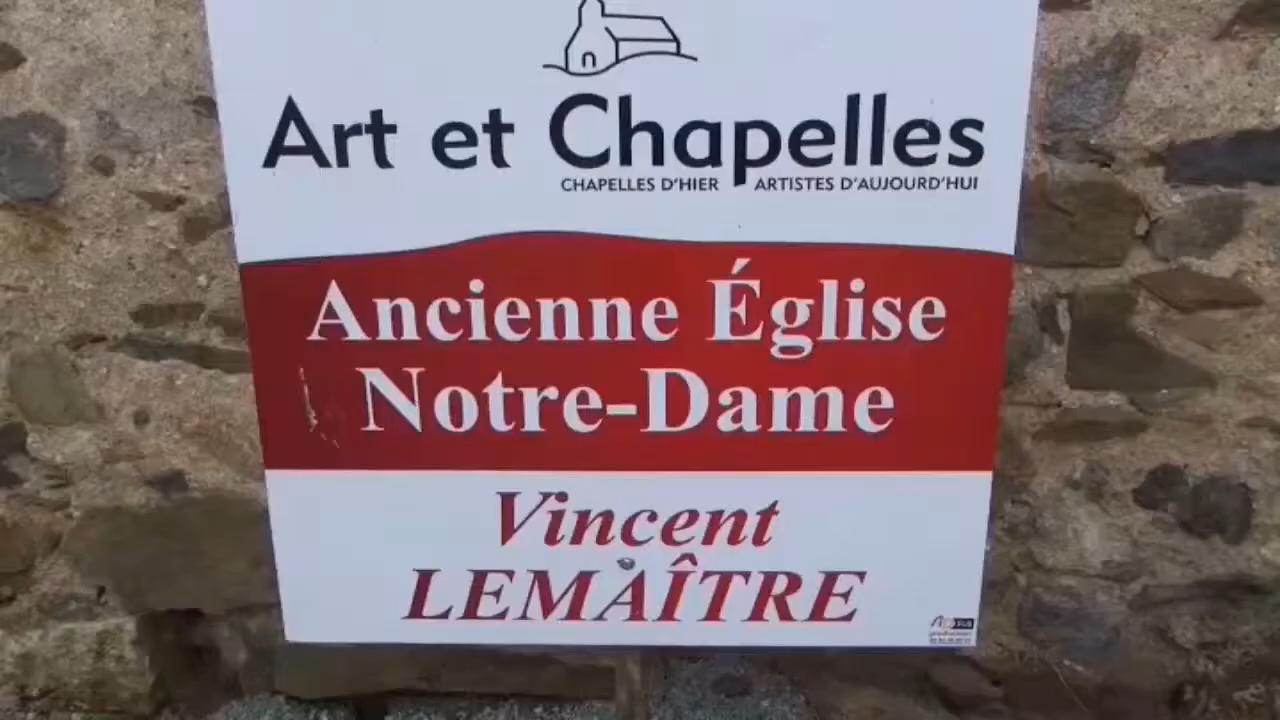 Art et Chapelles
CHAPELLES D'HIER ARTISTES D'AUJOURD'HUI
Ancienne Église
Notre-Dame
Vincent
LEMAÎTRE